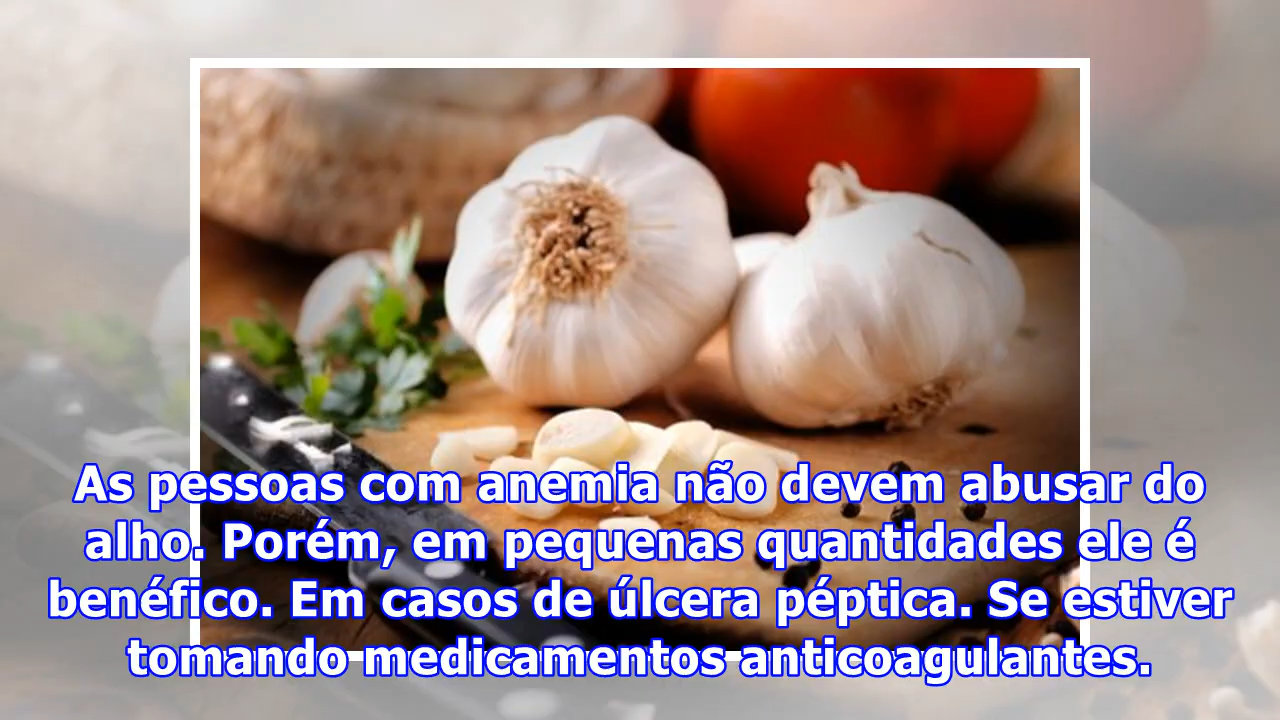 As pessoas com anemia não devem abusar do
alho. Porém, em pequenas quantidades ele é
benéfico. Em casos de úlcera péptica. Se estiver
tomando medicamentos anticoagulantes.